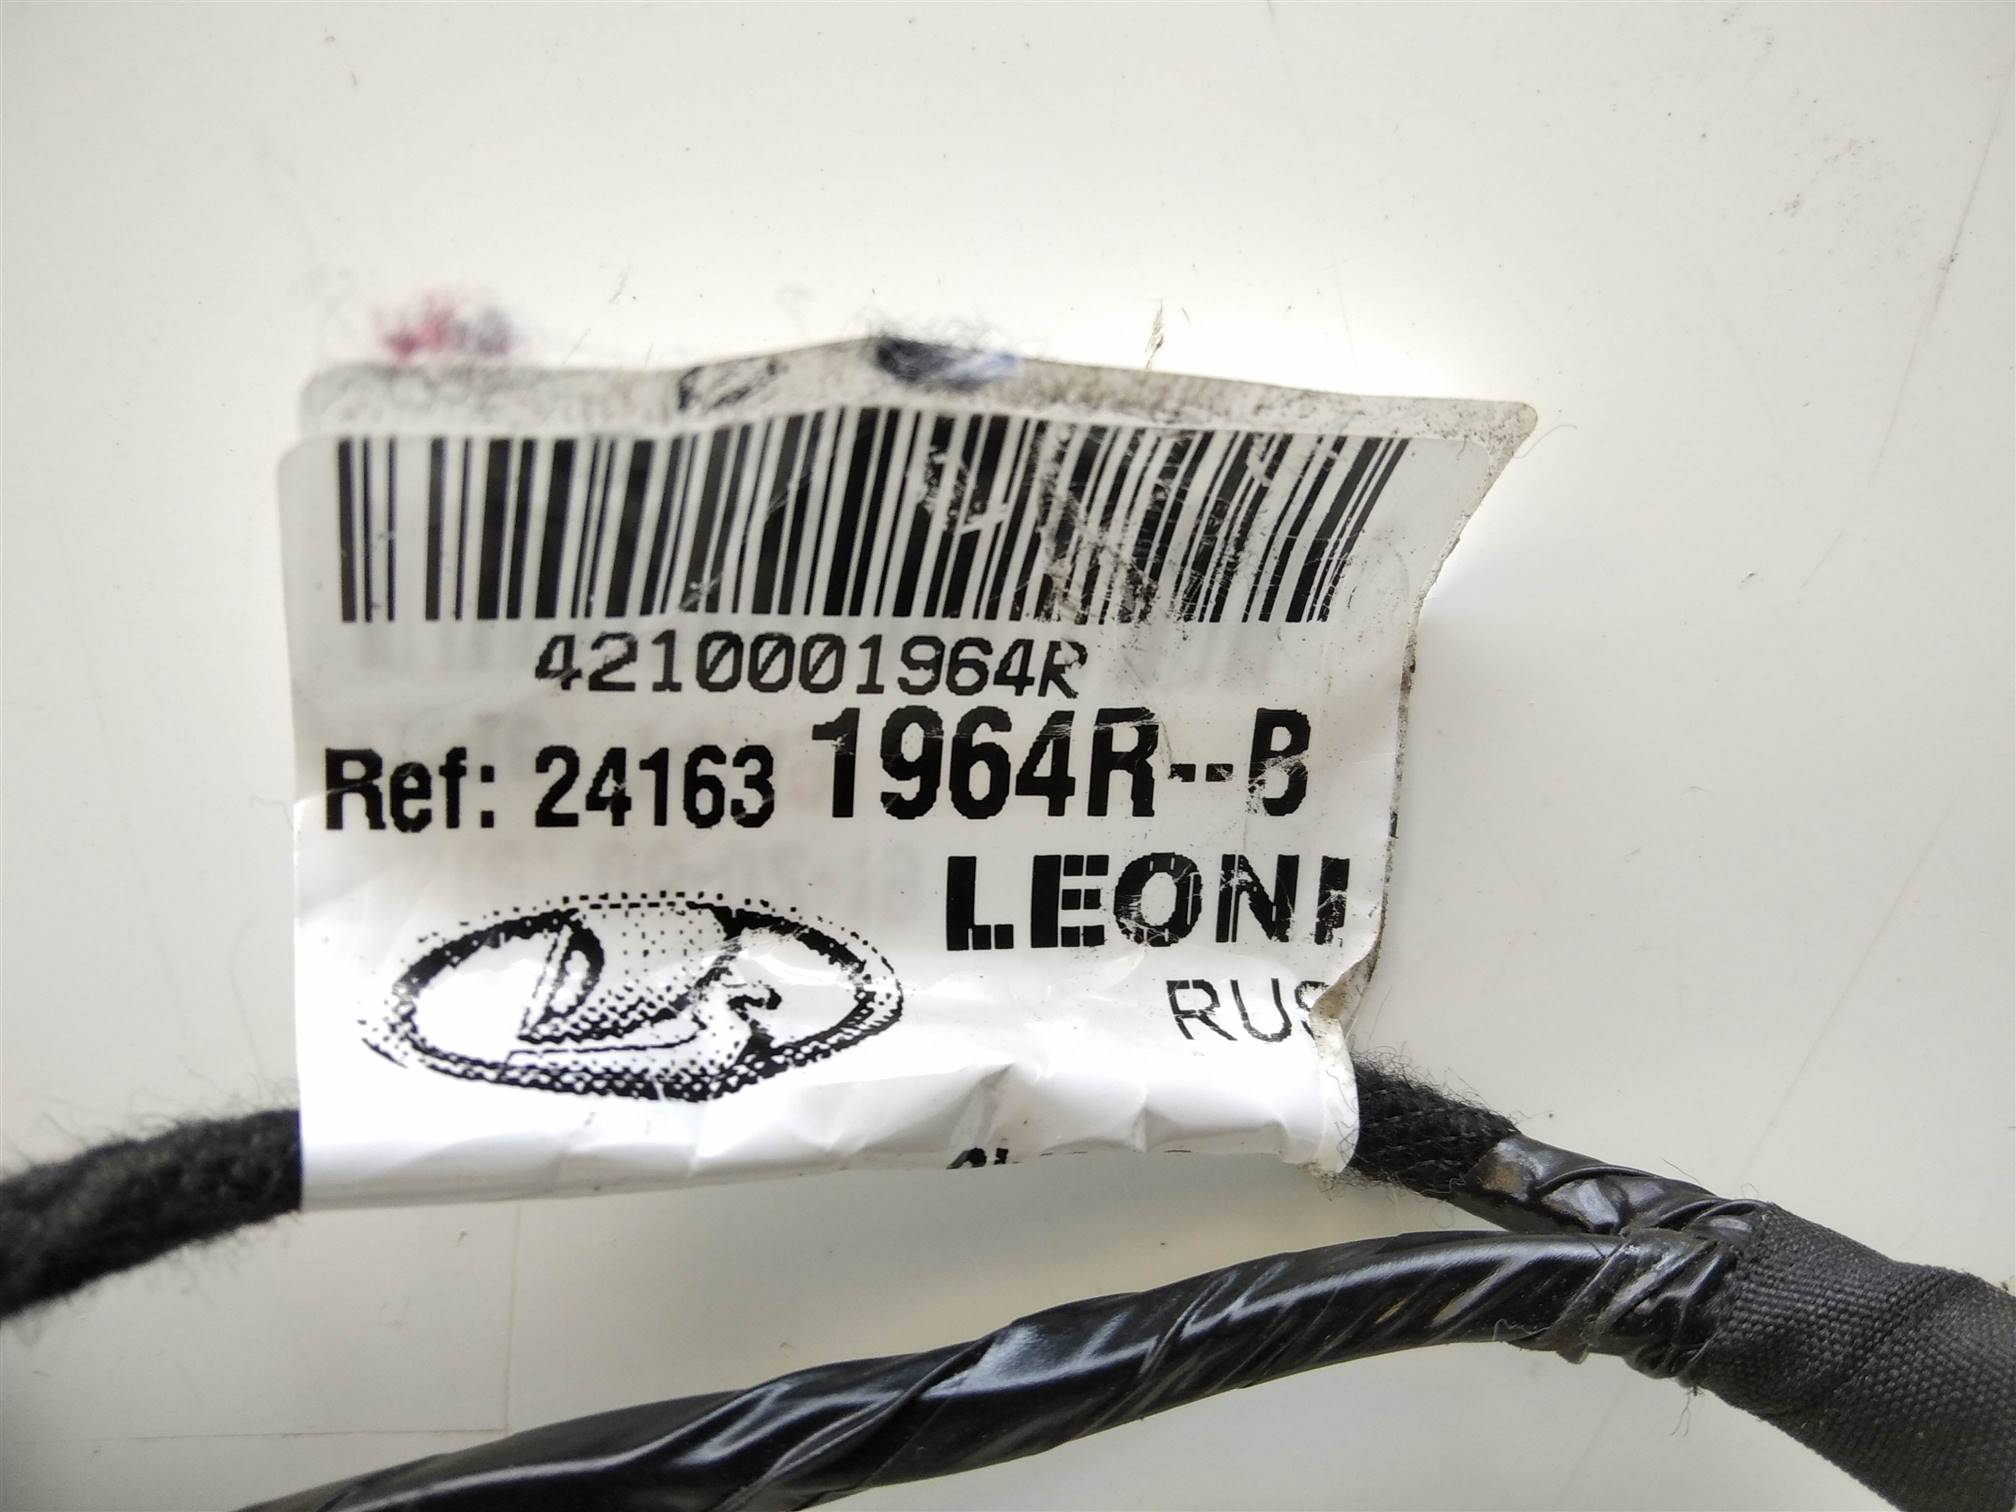 4210001964R
Ref: 24163 1964R--B
LEONI
RUS